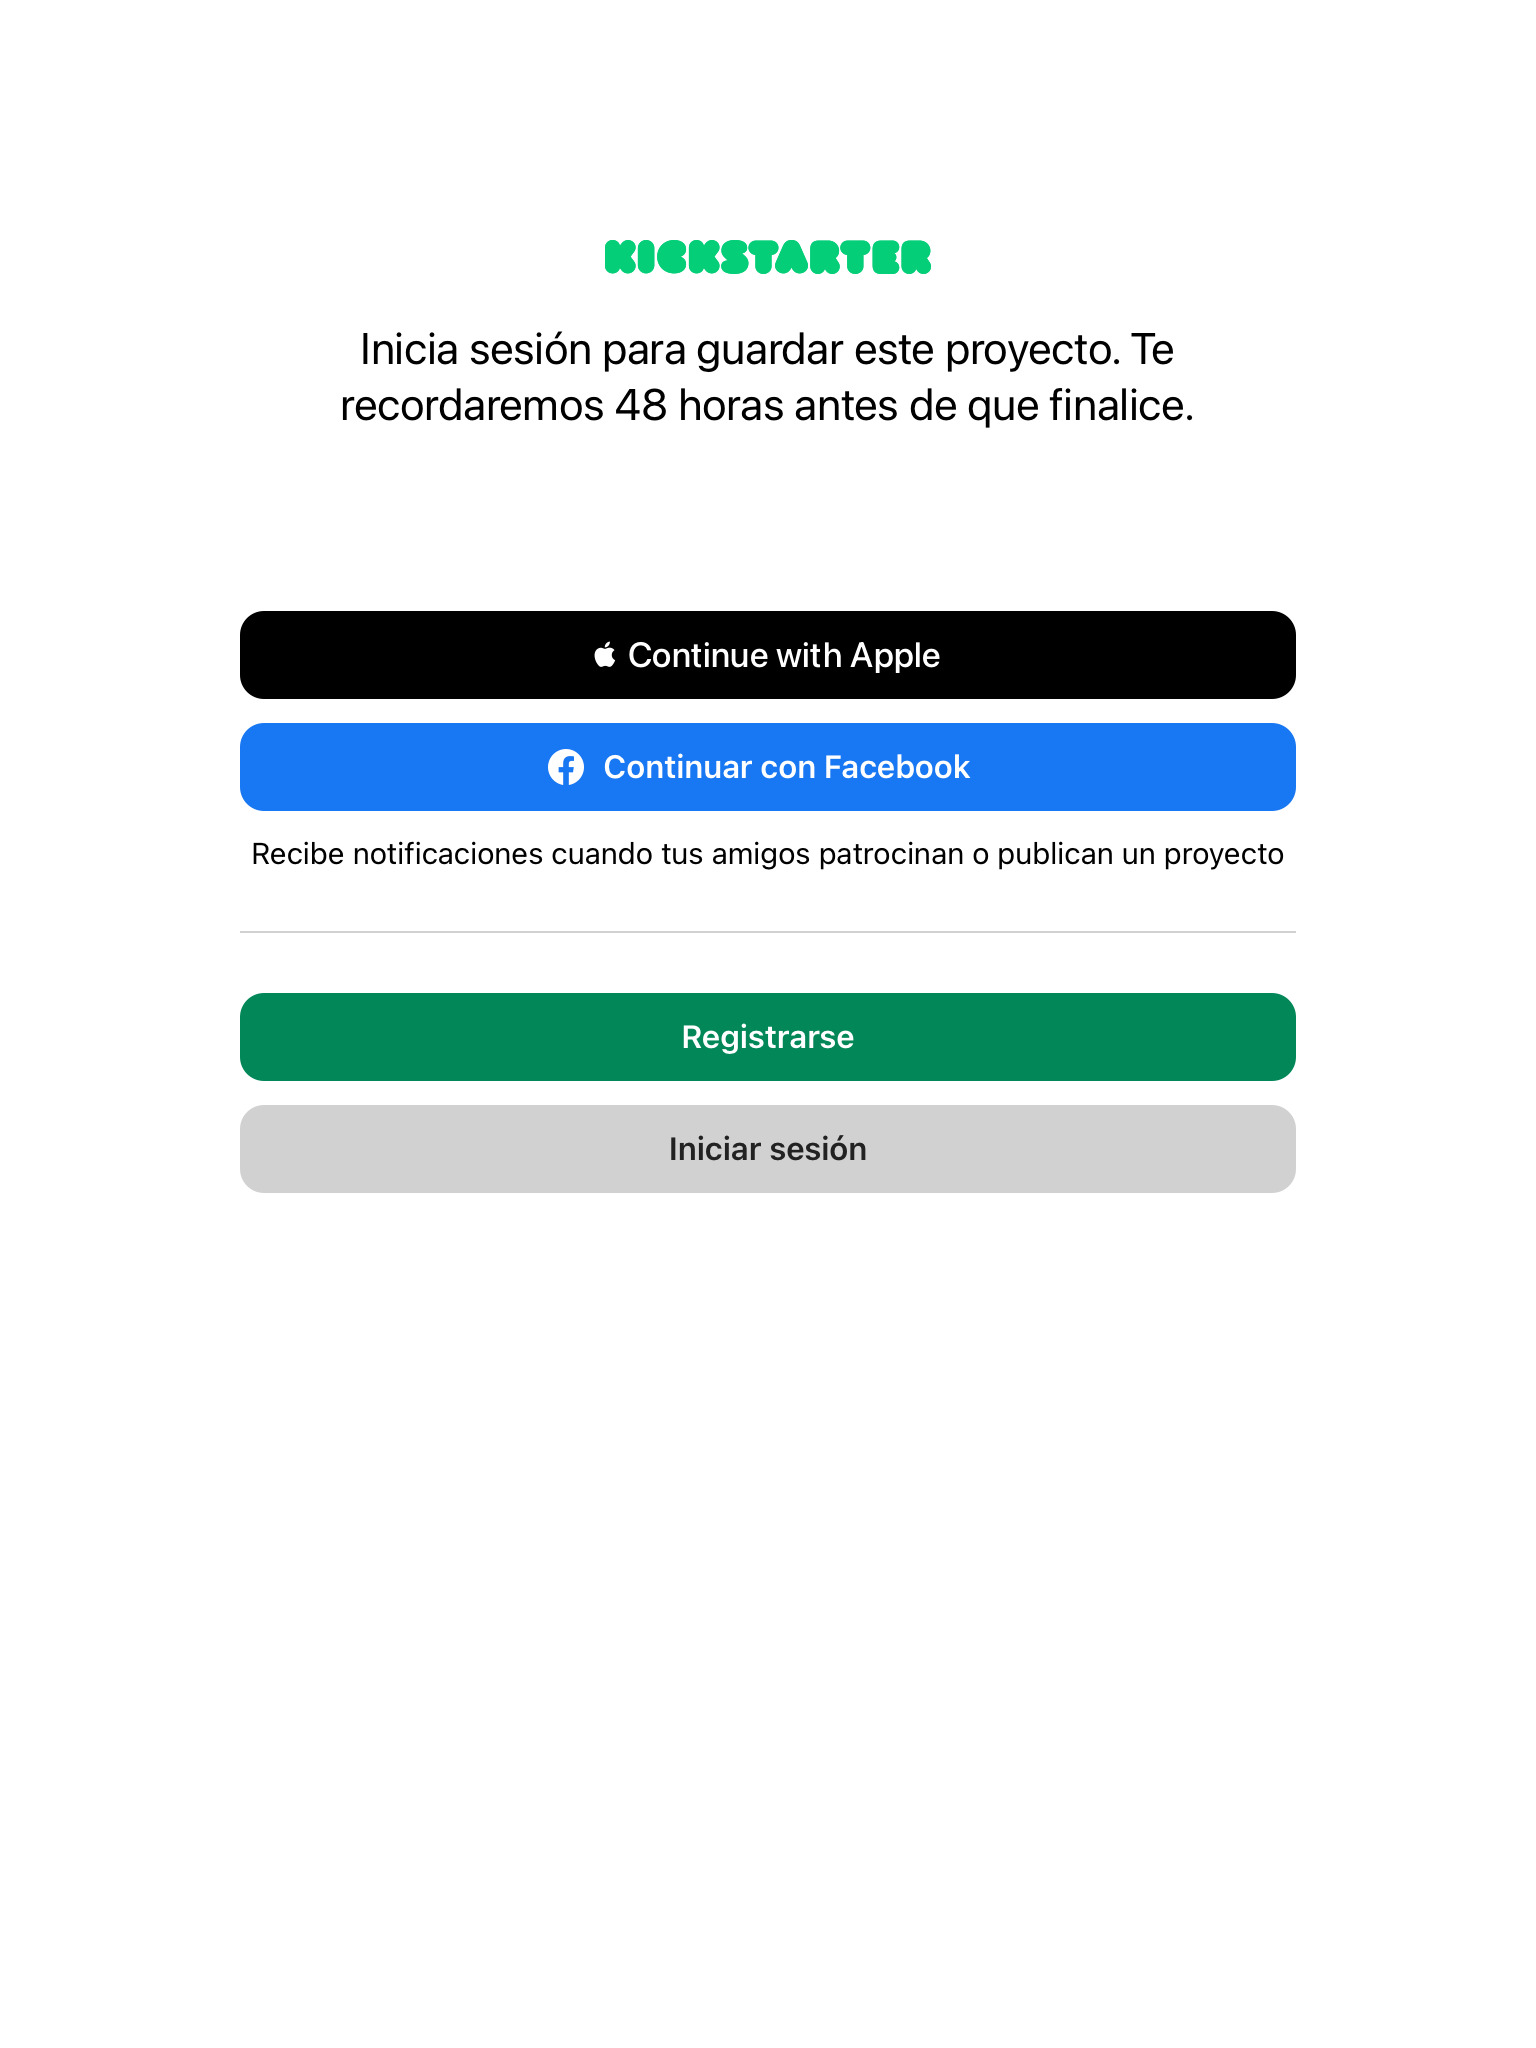 KICKSTARTER
Inicia sesión para guardar este proyecto. Te
recordaremos 48 horas antes de que finalice.
Continue with Apple
Continuar con Facebook
Recibe notificaciones cuando tus amigos patrocinan o publican un proyecto
Registrarse
Iniciar sesión